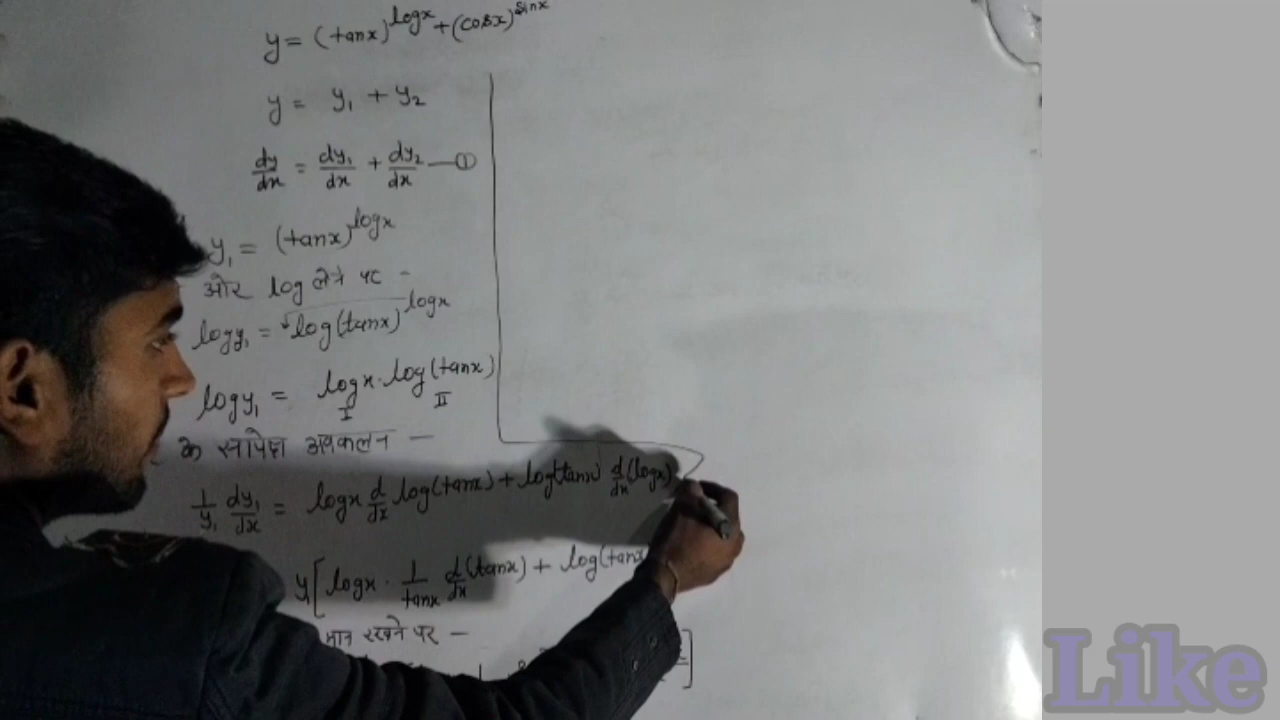 y = (tanx)^logx + (cosx)^sinx
y = y₁ + y₂
dy/dx = dy₁/dx + dy₂/dx — ①
y₁ = (tanx)^logx
ओर log लेने पर -
logy₁ = log(tanx)^logx
logy₁ = logx · log(tanx)
I II
के सापेक्ष अवकलन —
1/y₁ dy₁/dx = logx d/dx log(tanx) + log(tanx) d/dx (logx)
y₁[logx · 1/tanx d/dx (tanx) + log(tanx
मान रखने पर —
Like